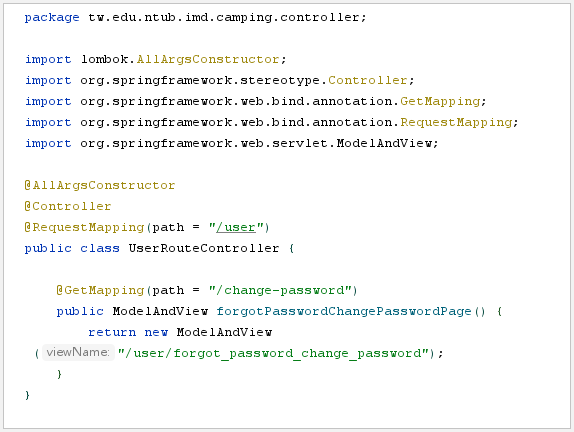 package tw.edu.ntub.imd.camping.controller;
import lombok.AllArgsConstructor;
import org.springframework.stereotype.Controller;
import org.springframework.web.bind.annotation.GetMapping;
import org.springframework.web.bind.annotation.RequestMapping;
import org.springframework.web.servlet.ModelAndView;
@AllArgsConstructor
@Controller
@RequestMapping(path = "/user")
public class UserRouteController {
@GetMapping(path = "/change-password")
public ModelAndView forgotPasswordChangePasswordPage() {
return new ModelAndView
( viewName: "/user/forgot_password_change_password");
}
}